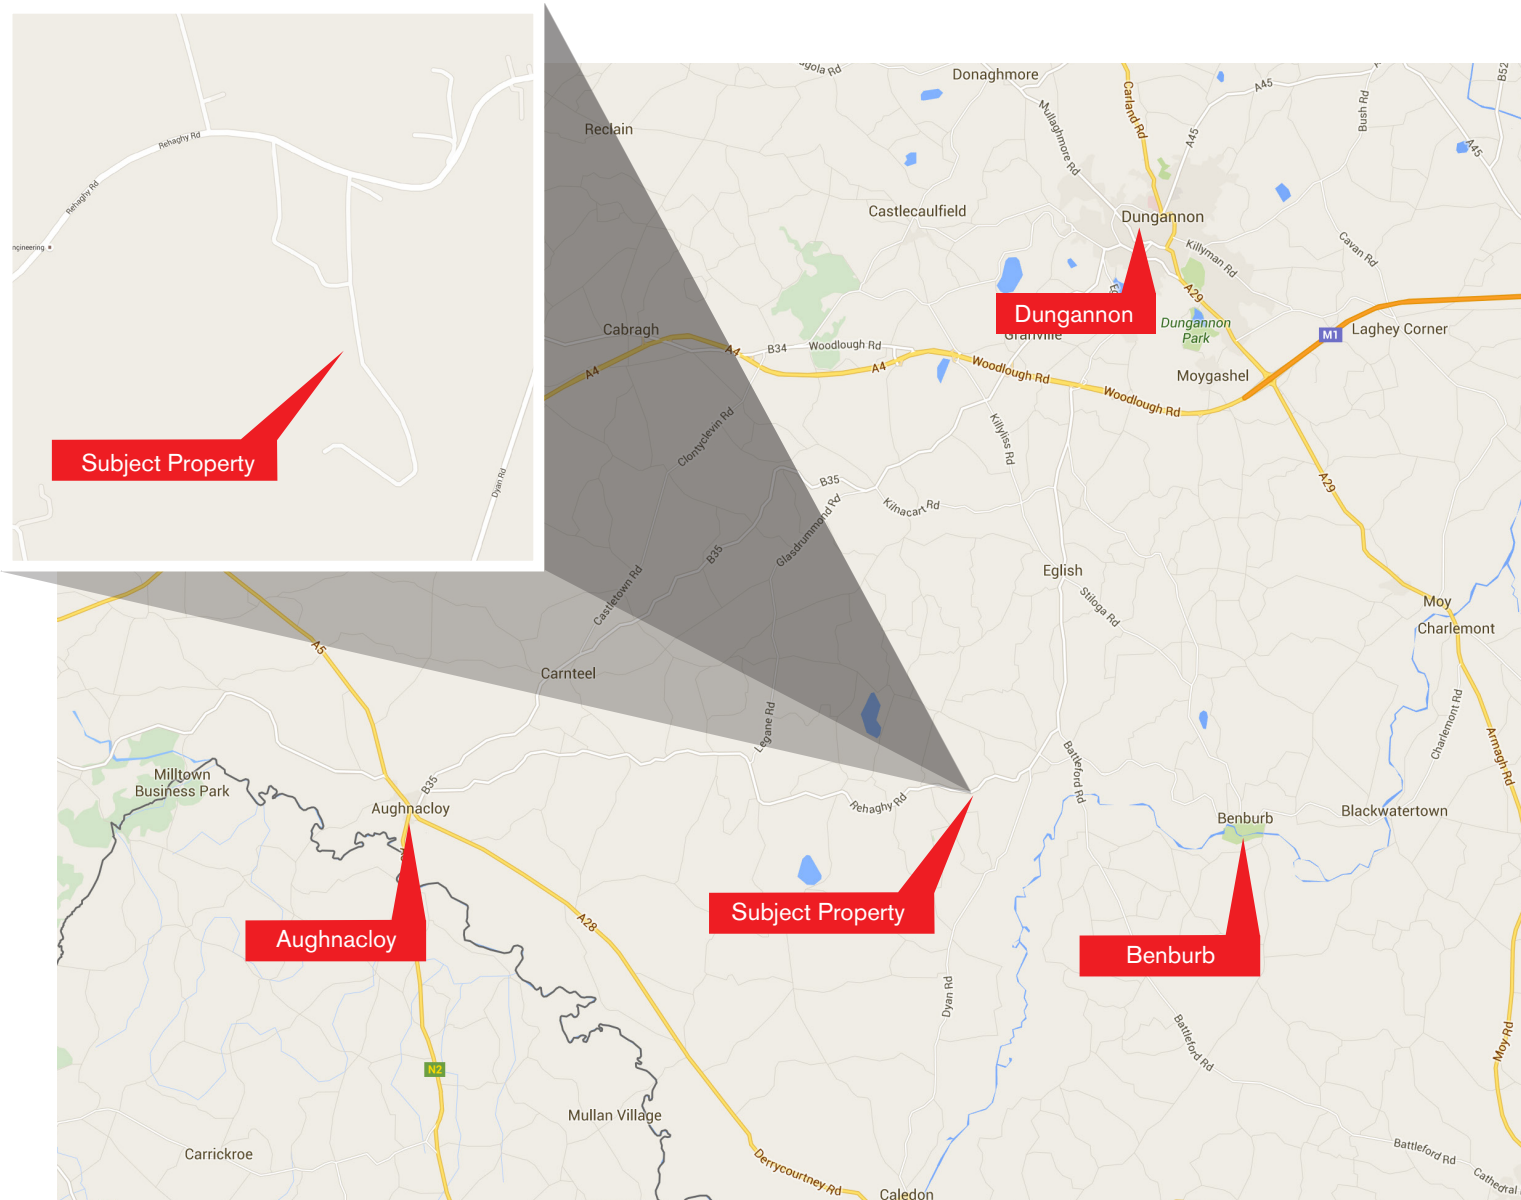 Rehaghy Rd
Rehaghy Rd
Subject Property
Dyan Rd
Donaghmore
Carland Rd
A45
Bush Rd
B52
Reclain
Mullaghmore Rd
A45
A45
Castlecaulfield
Dungannon
Killyman Rd
Cavan Rd
A29
Dungannon
Granville
Dungannon
Park
M1
Laghey Corner
Cabragh
A4
A4
B34
Woodlough Rd
A4
Woodlough Rd
Woodlough Rd
Moygashel
Clontyclevin Rd
Killyliss Rd
B35
Kilnacart Rd
Glasdrummond Rd
B35
A29
Castletown Rd
Eglish
Stiloga Rd
Moy
Charlemont
A5
Carnteel
Legane Rd
Charlemont Rd
Armagh Rd
Battleford Rd
Milltown
Business Park
B35
Aughnacloy
Rehaghy Rd
Benburb
Blackwatertown
Subject Property
Aughnacloy
A28
Benburb
Dyan Rd
Battleford Rd
Moy Rd
N2
Mullan Village
Carrickroe
Derrycourtney Rd
Battleford Rd
Caledon